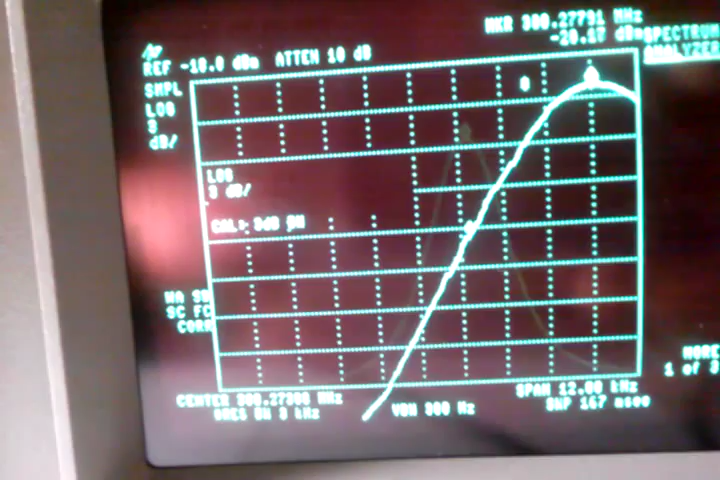 MKR 300.27791 MHz
REF -10.0 dBm ATTEN 10 dB
-20.17 dBm
SPECTRUM
ANALYZER
SMPL
LOG
3
dB/
LOG
3 dB/
CAL: 3dB BW
WA SB
SC FC
CORR
MORE
1 of 3
CENTER 300.27300 MHz
SPAN 12.00 kHz
RES BW 3 kHz
VBW 300 Hz
SWP 167 msec